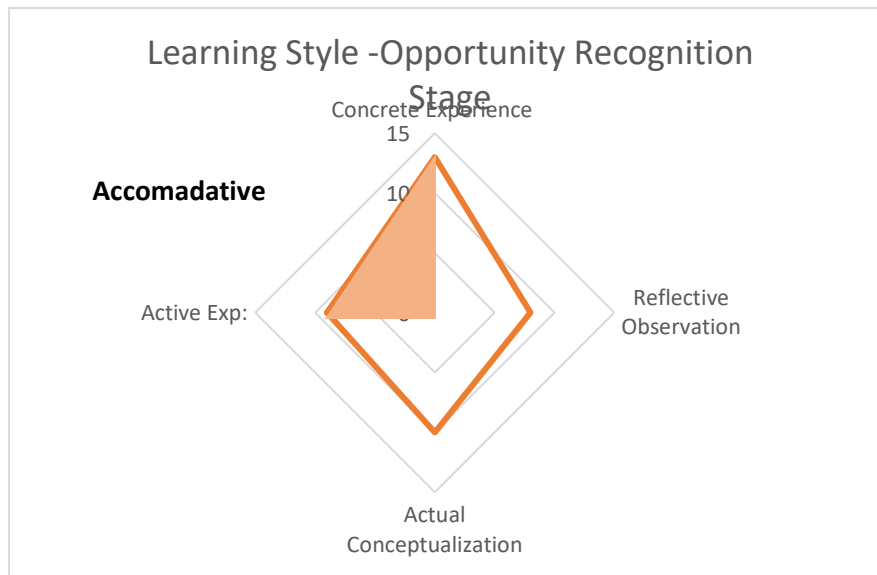 Learning Style -Opportunity Recognition
Stage
Concrete Experience
15
Accomadative
10
Active Exp:
Reflective
Observation
Actual
Conceptualization